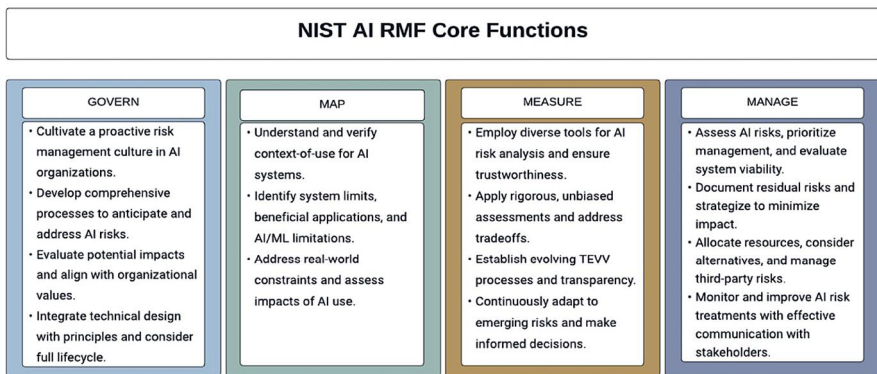 NIST AI RMF Core Functions
GOVERN
• Cultivate a proactive risk
management culture in AI
organizations.
• Develop comprehensive
processes to anticipate and
address AI risks.
• Evaluate potential impacts
and align with organizational
values.
• Integrate technical design
with principles and consider
full lifecycle.
MAP
• Understand and verify
context-of-use for AI
systems.
• Identify system limits,
beneficial applications, and
AI/ML limitations.
• Address real-world
constraints and assess
impacts of AI use.
MEASURE
• Employ diverse tools for AI
risk analysis and ensure
trustworthiness.
• Apply rigorous, unbiased
assessments and address
tradeoffs.
• Establish evolving TEVV
processes and transparency.
• Continuously adapt to
emerging risks and make
informed decisions.
MANAGE
• Assess AI risks, prioritize
management, and evaluate
system viability.
• Document residual risks and
strategize to minimize
impact.
• Allocate resources, consider
alternatives, and manage
third-party risks.
• Monitor and improve AI risk
treatments with effective
communication with
stakeholders.